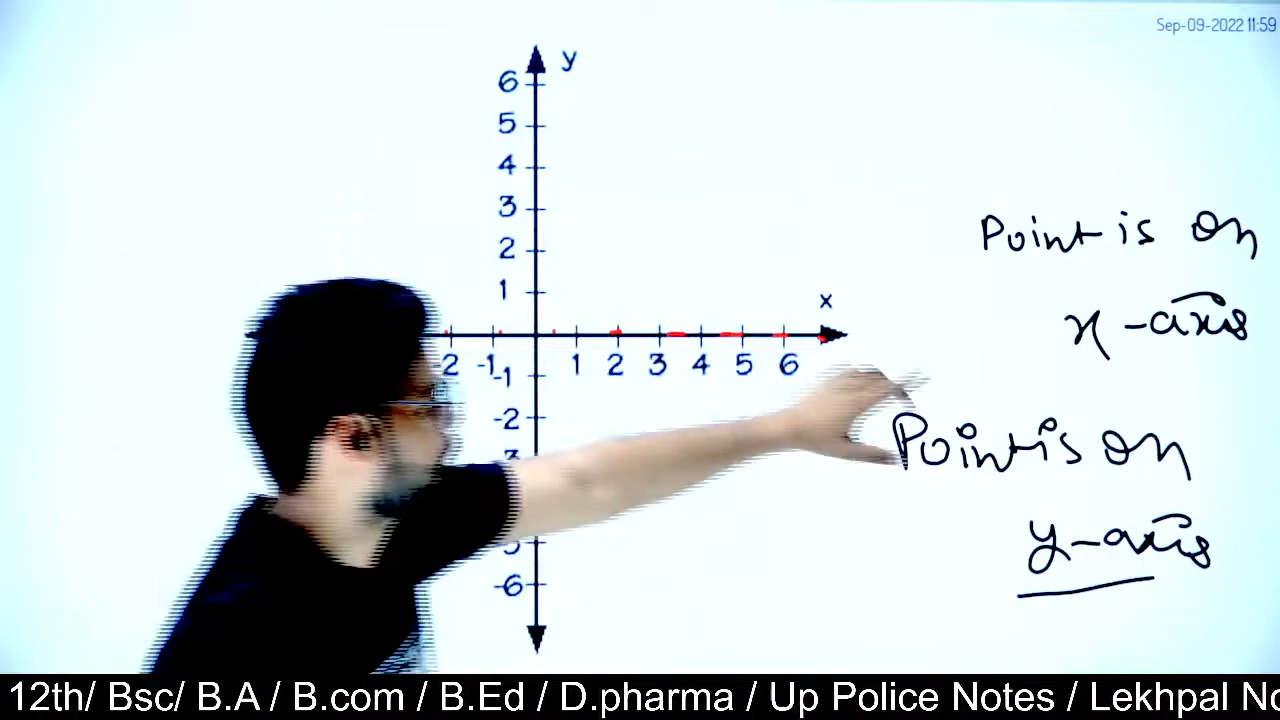 Sep-09-2022 11:59
y
6
5
4
3
2
1
x
2 -1 1 2 3 4 5 6
-1
-2
3
5
-6
Point is on
x-axis
Point is on
y-axis
12th/ Bsc/ B.A / B.com / B.Ed / D.pharma / Up Police Notes / Lekhpal No